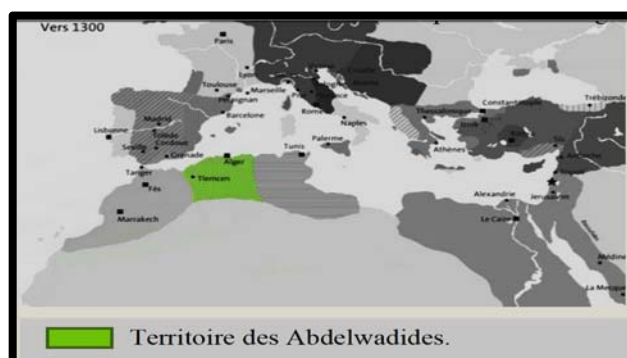 Vers 1300
Paris
Lyon
Toulouse
Marseille
Perpignan
Barcelone
Rome
Naples
Constantinople
Trébizonde
Thessalonique
Madrid
Lisbonne
Tolède
Cordoue
Séville
Grenade
Palerme
Athènes
Tanger
Alger
Tunis
Tlemcen
Fès
Marrakech
Alexandrie
Jérusalem
Le Caire
Médine
La Mecque
Territoire des Abdelwadides.